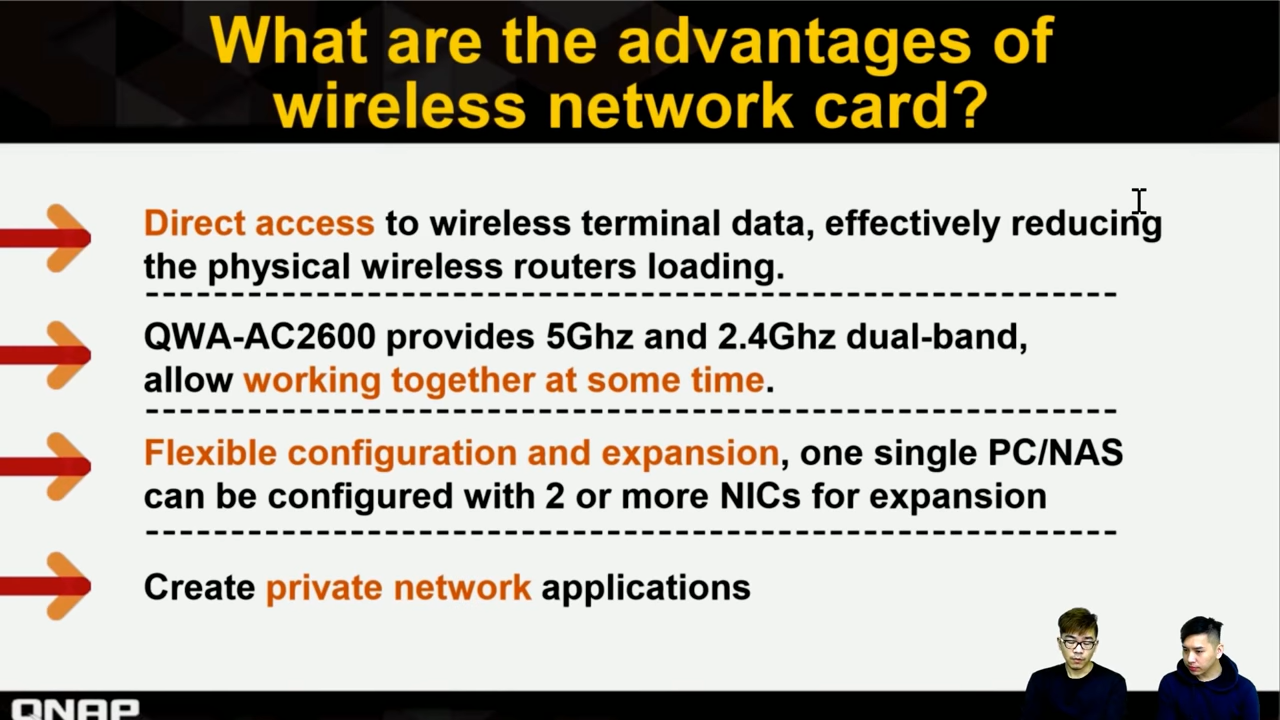 What are the advantages of
wireless network card?
Direct access to wireless terminal data, effectively reducing
the physical wireless routers loading.
QWA-AC2600 provides 5Ghz and 2.4Ghz dual-band,
allow working together at some time.
Flexible configuration and expansion, one single PC/NAS
can be configured with 2 or more NICs for expansion
Create private network applications
QNAP